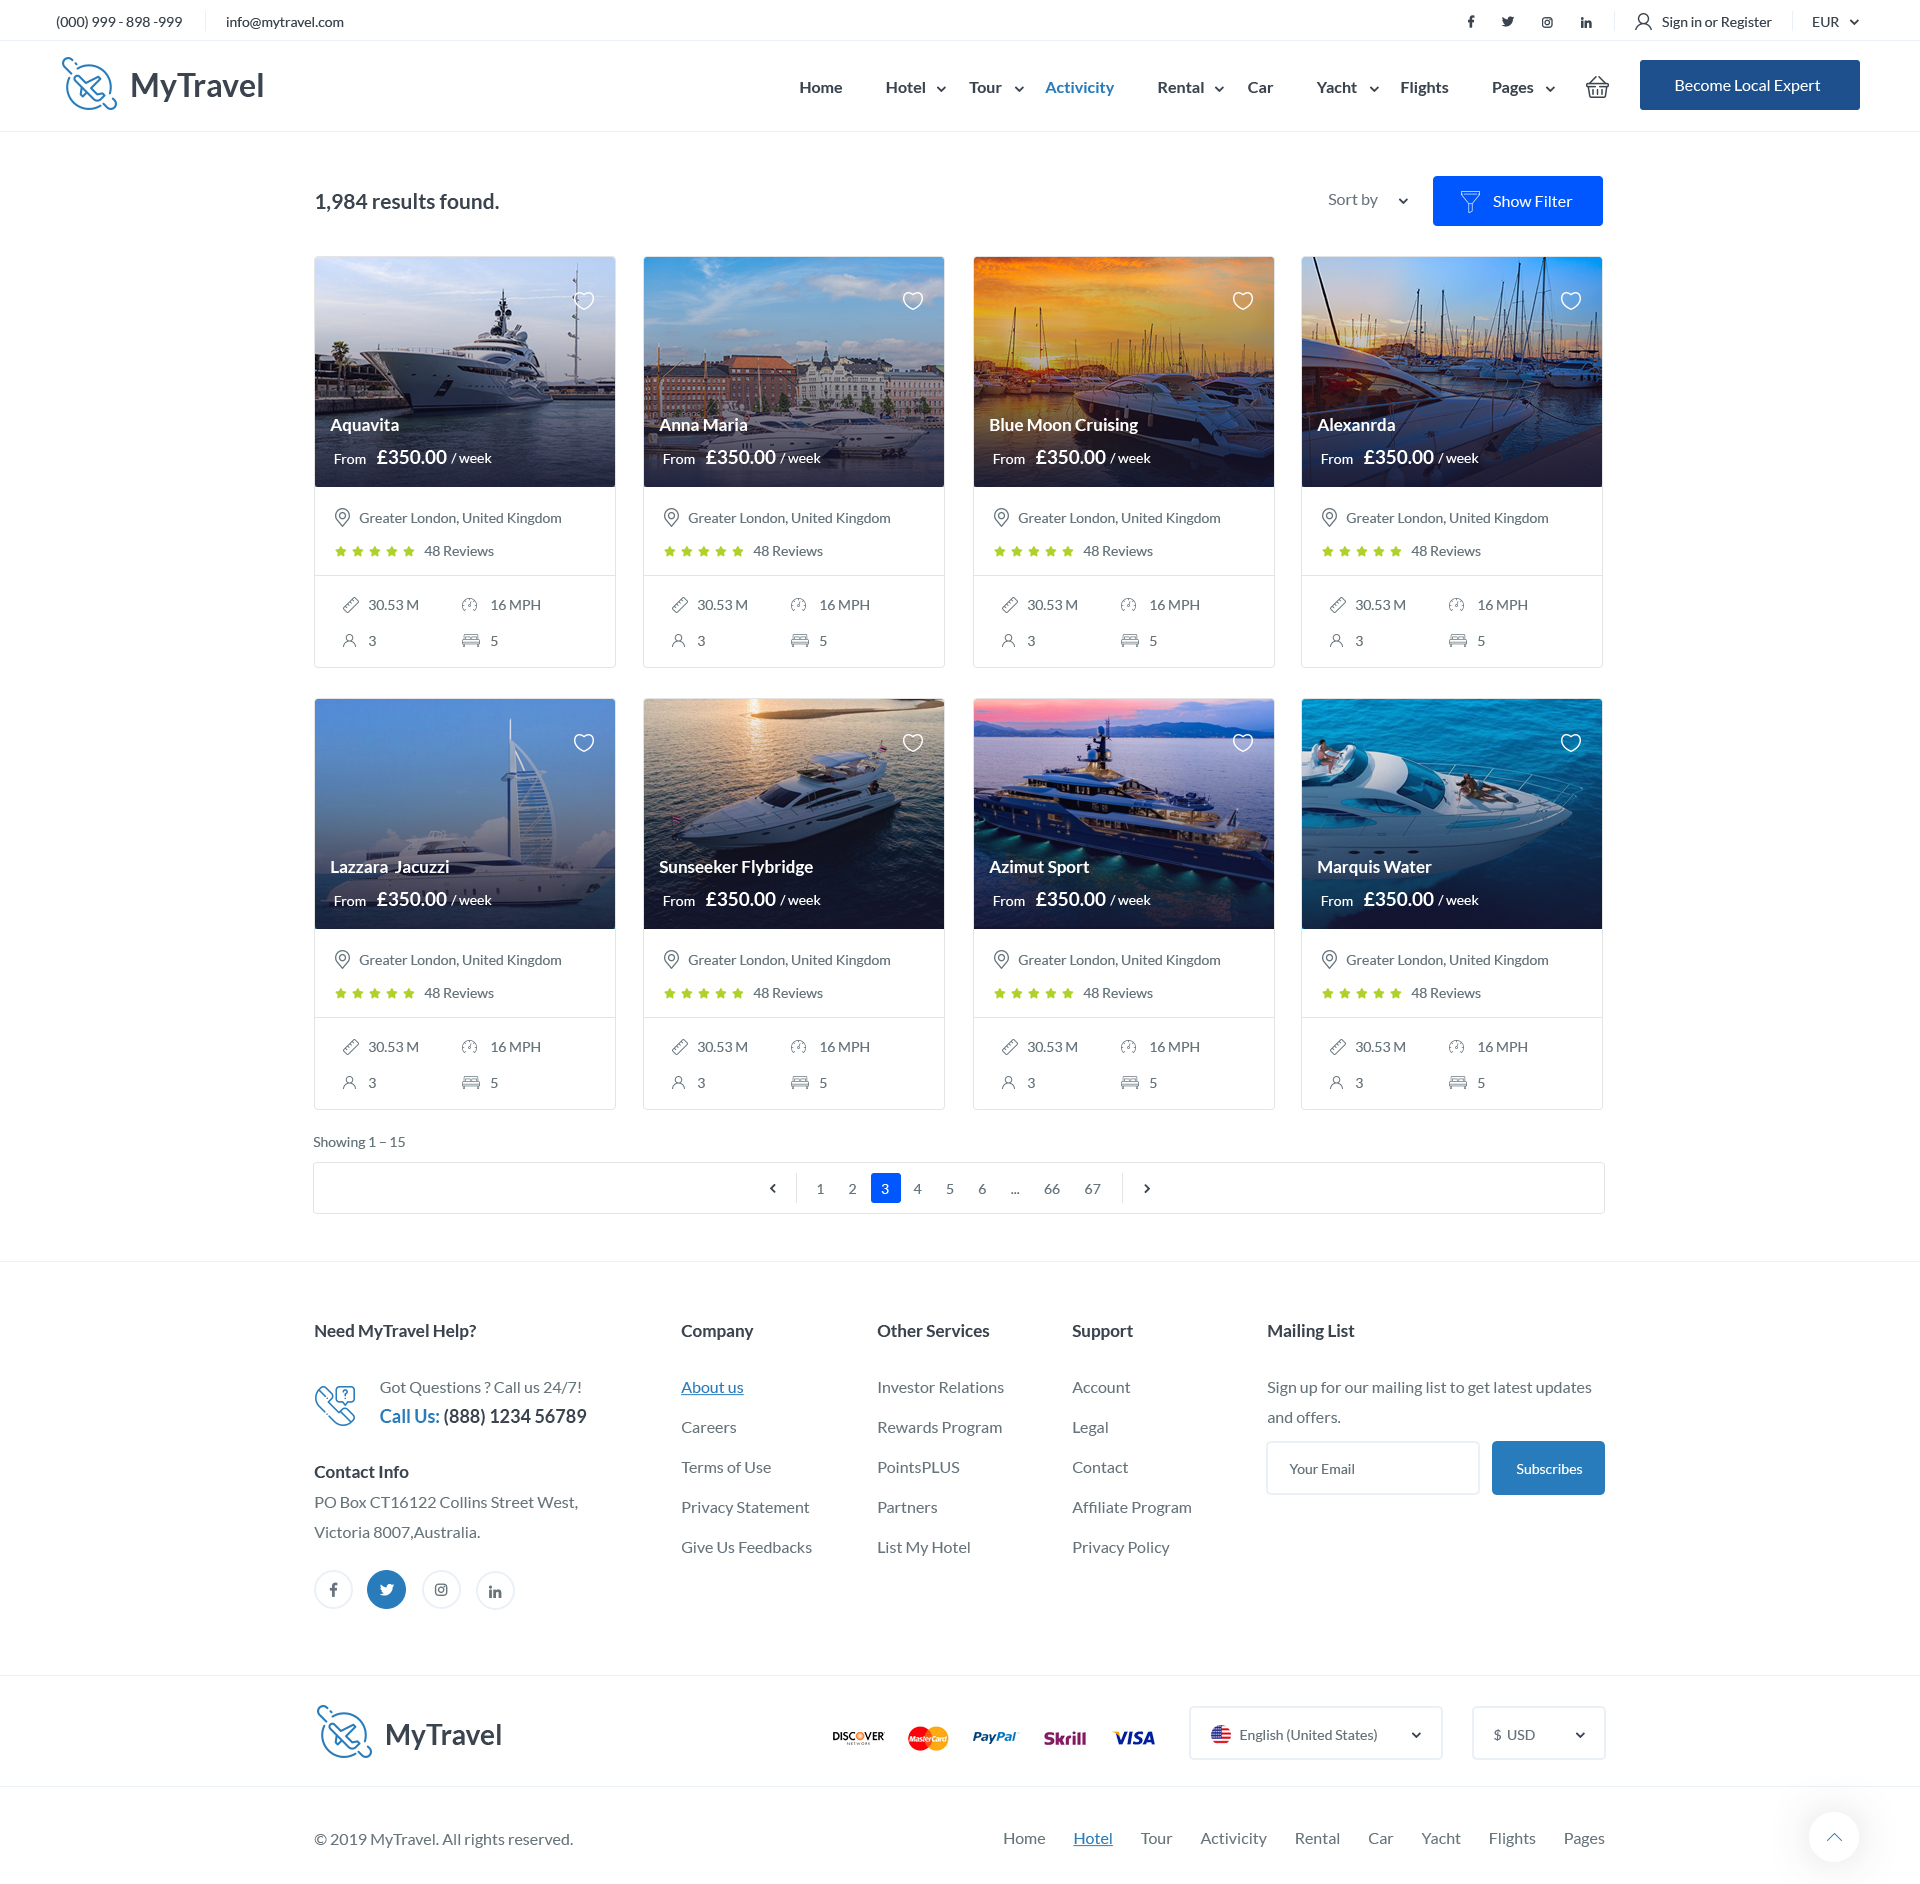 (000) 999 - 898 -999 info@mytravel.com Sign in or Register EUR
MyTravel Home Hotel Tour Activicity Rental Car Yacht Flights Pages Become Local Expert
1,984 results found. Sort by Show Filter
Aquavita Anna Maria Blue Moon Cruising Alexanrda
From £350.00 / week From £350.00 / week From £350.00 / week From £350.00 / week
Greater London, United Kingdom Greater London, United Kingdom Greater London, United Kingdom Greater London, United Kingdom
48 Reviews 48 Reviews 48 Reviews 48 Reviews
30.53 M 16 MPH 30.53 M 16 MPH 30.53 M 16 MPH 30.53 M 16 MPH
3 5 3 5 3 5 3 5
Lazzara Jacuzzi Sunseeker Flybridge Azimut Sport Marquis Water
From £350.00 / week From £350.00 / week From £350.00 / week From £350.00 / week
Greater London, United Kingdom Greater London, United Kingdom Greater London, United Kingdom Greater London, United Kingdom
48 Reviews 48 Reviews 48 Reviews 48 Reviews
30.53 M 16 MPH 30.53 M 16 MPH 30.53 M 16 MPH 30.53 M 16 MPH
3 5 3 5 3 5 3 5
Showing 1 – 15
1 2 3 4 5 6 ... 66 67
Need MyTravel Help?
Got Questions ? Call us 24/7!
Call Us: (888) 1234 56789
Contact Info
PO Box CT16122 Collins Street West,
Victoria 8007,Australia.
Company
About us
Careers
Terms of Use
Privacy Statement
Give Us Feedbacks
Other Services
Investor Relations
Rewards Program
PointsPLUS
Partners
List My Hotel
Support
Account
Legal
Contact
Affiliate Program
Privacy Policy
Mailing List
Sign up for our mailing list to get latest updates
and offers.
Your Email Subscribes
MyTravel DISCOVER NETWORK MasterCard PayPal Skrill VISA English (United States) $ USD
© 2019 MyTravel. All rights reserved. Home Hotel Tour Activicity Rental Car Yacht Flights Pages